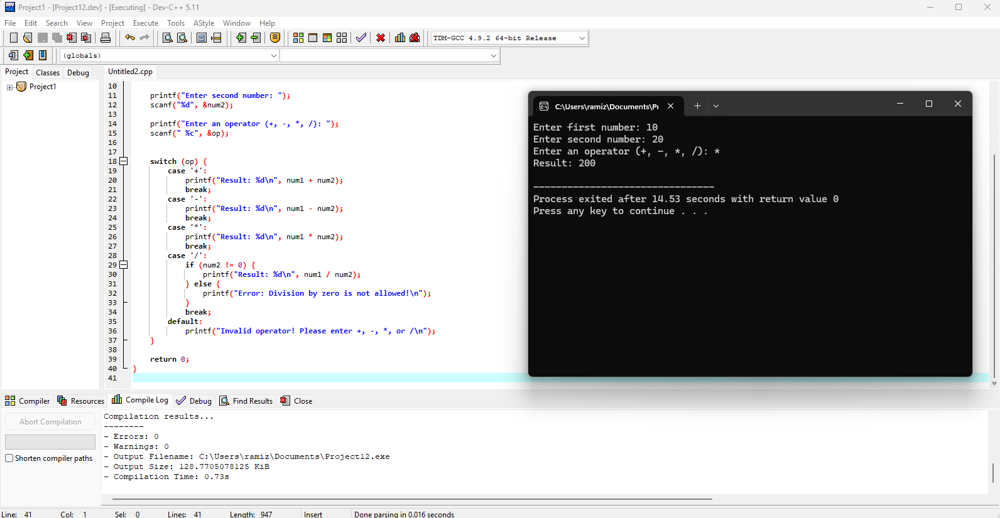 Project1 - [Project12.dev] - [Executing] - Dev-C++ 5.11
File Edit Search View Project Execute Tools AStyle Window Help
TDM-GCC 4.9.2 64-bit Release
(globals)
Project Classes Debug
Untitled2.cpp
Project1
10
11 printf("Enter second number: ");
12 scanf("%d", &num2);
13
14 printf("Enter an operator (+, -, *, /): ");
15 scanf(" %c", &op);
16
17
18 switch (op) {
19 case '+':
20 printf("Result: %d\n", num1 + num2);
21 break;
22 case '-':
23 printf("Result: %d\n", num1 - num2);
24 break;
25 case '*':
26 printf("Result: %d\n", num1 * num2);
27 break;
28 case '/':
29 if (num2 != 0) {
30 printf("Result: %d\n", num1 / num2);
31 } else {
32 printf("Error: Division by zero is not allowed!\n");
33 }
34 break;
35 default:
36 printf("Invalid operator! Please enter +, -, *, or /\n");
37 }
38
39 return 0;
40 }
41
C:\Users\ramiz\Documents\Pr
Enter first number: 10
Enter second number: 20
Enter an operator (+, -, *, /): *
Result: 200
--------------------------------
Process exited after 14.53 seconds with return value 0
Press any key to continue . . .
Compiler Resources Compile Log Debug Find Results Close
Abort Compilation
Shorten compiler paths
Compilation results...
--------
- Errors: 0
- Warnings: 0
- Output Filename: C:\Users\ramiz\Documents\Project12.exe
- Output Size: 128.7705078125 KiB
- Compilation Time: 0.73s
Line: 41 Col: 1 Sel: 0 Lines: 41 Length: 947 Insert Done parsing in 0.016 seconds